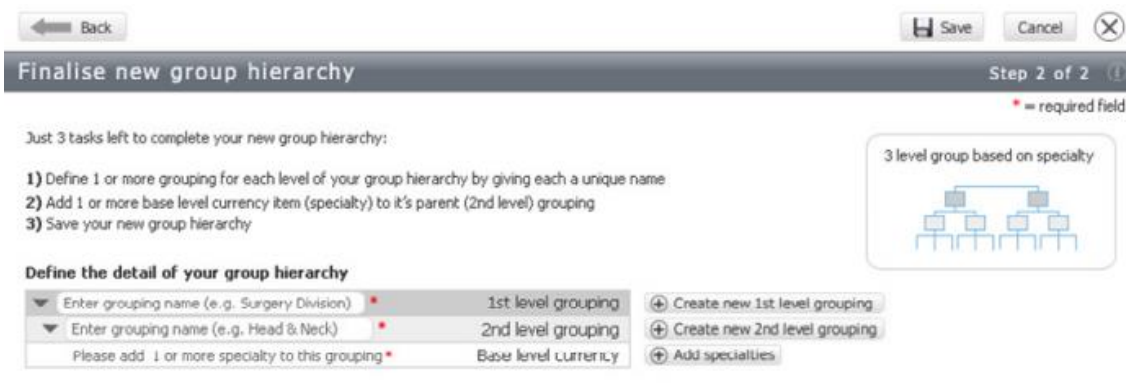 Back
Save
Cancel
Finalise new group hierarchy
Step 2 of 2
* = required field
Just 3 tasks left to complete your new group hierarchy:
3 level group based on specialty
1) Define 1 or more grouping for each level of your group hierarchy by giving each a unique name
2) Add 1 or more base level currency item (specialty) to it's parent (2nd level) grouping
3) Save your new group hierarchy
Define the detail of your group hierarchy
Enter grouping name (e.g. Surgery Division) * 1st level grouping Create new 1st level grouping
Enter grouping name (e.g. Head & Neck) * 2nd level grouping Create new 2nd level grouping
Please add 1 or more specialty to this grouping * Base level currency Add specialties